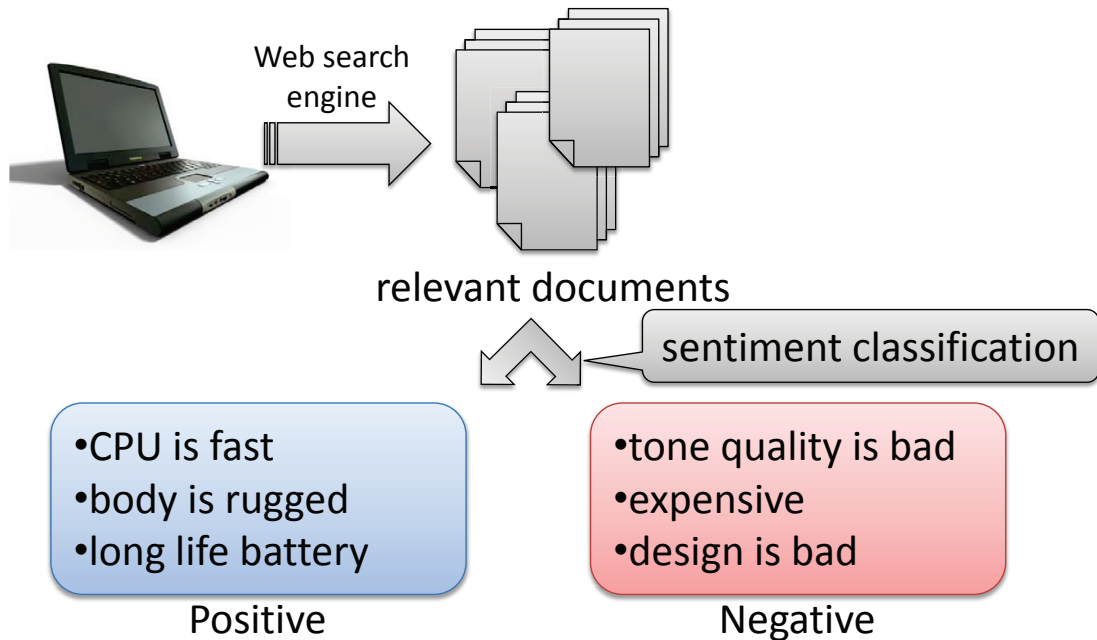 Web search
engine
relevant documents
sentiment classification
•CPU is fast
•body is rugged
•long life battery
Positive
•tone quality is bad
•expensive
•design is bad
Negative